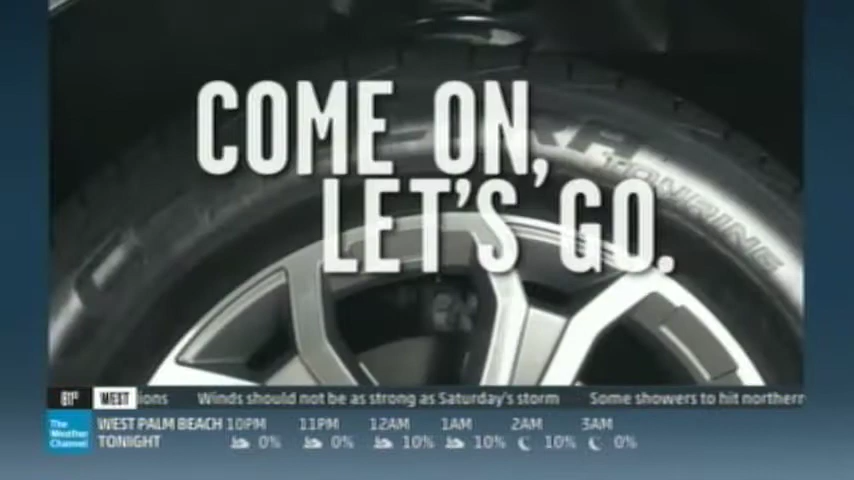 COME ON,
LET'S GO.
TOURING
WEST
ions Winds should not be as strong as Saturday's storm Some showers to hit northern
The Weather Channel
WEST PALM BEACH 10PM 11PM 12AM 1AM 2AM 3AM
TONIGHT 0% 0% 10% 10% 10% 0%